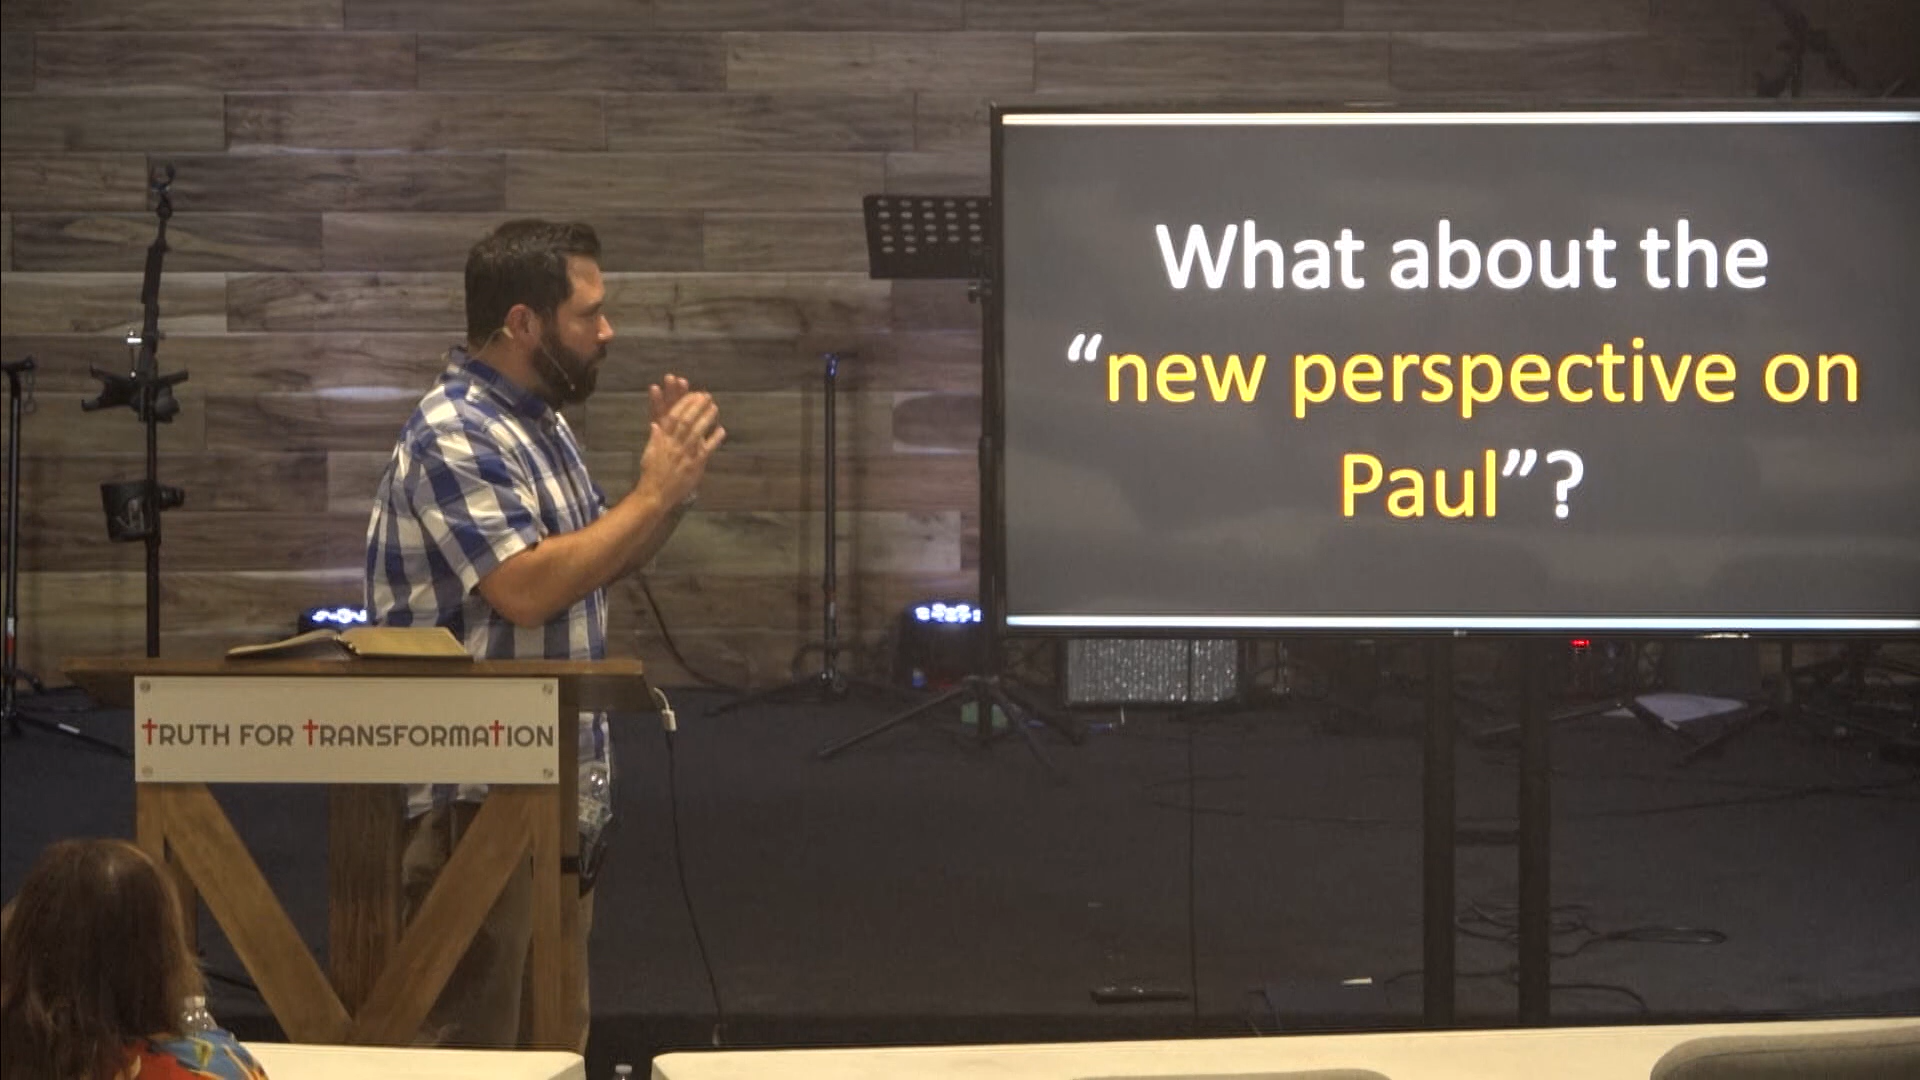 What about the
“new perspective on
Paul”?
TRUTH FOR TRANSFORMATION